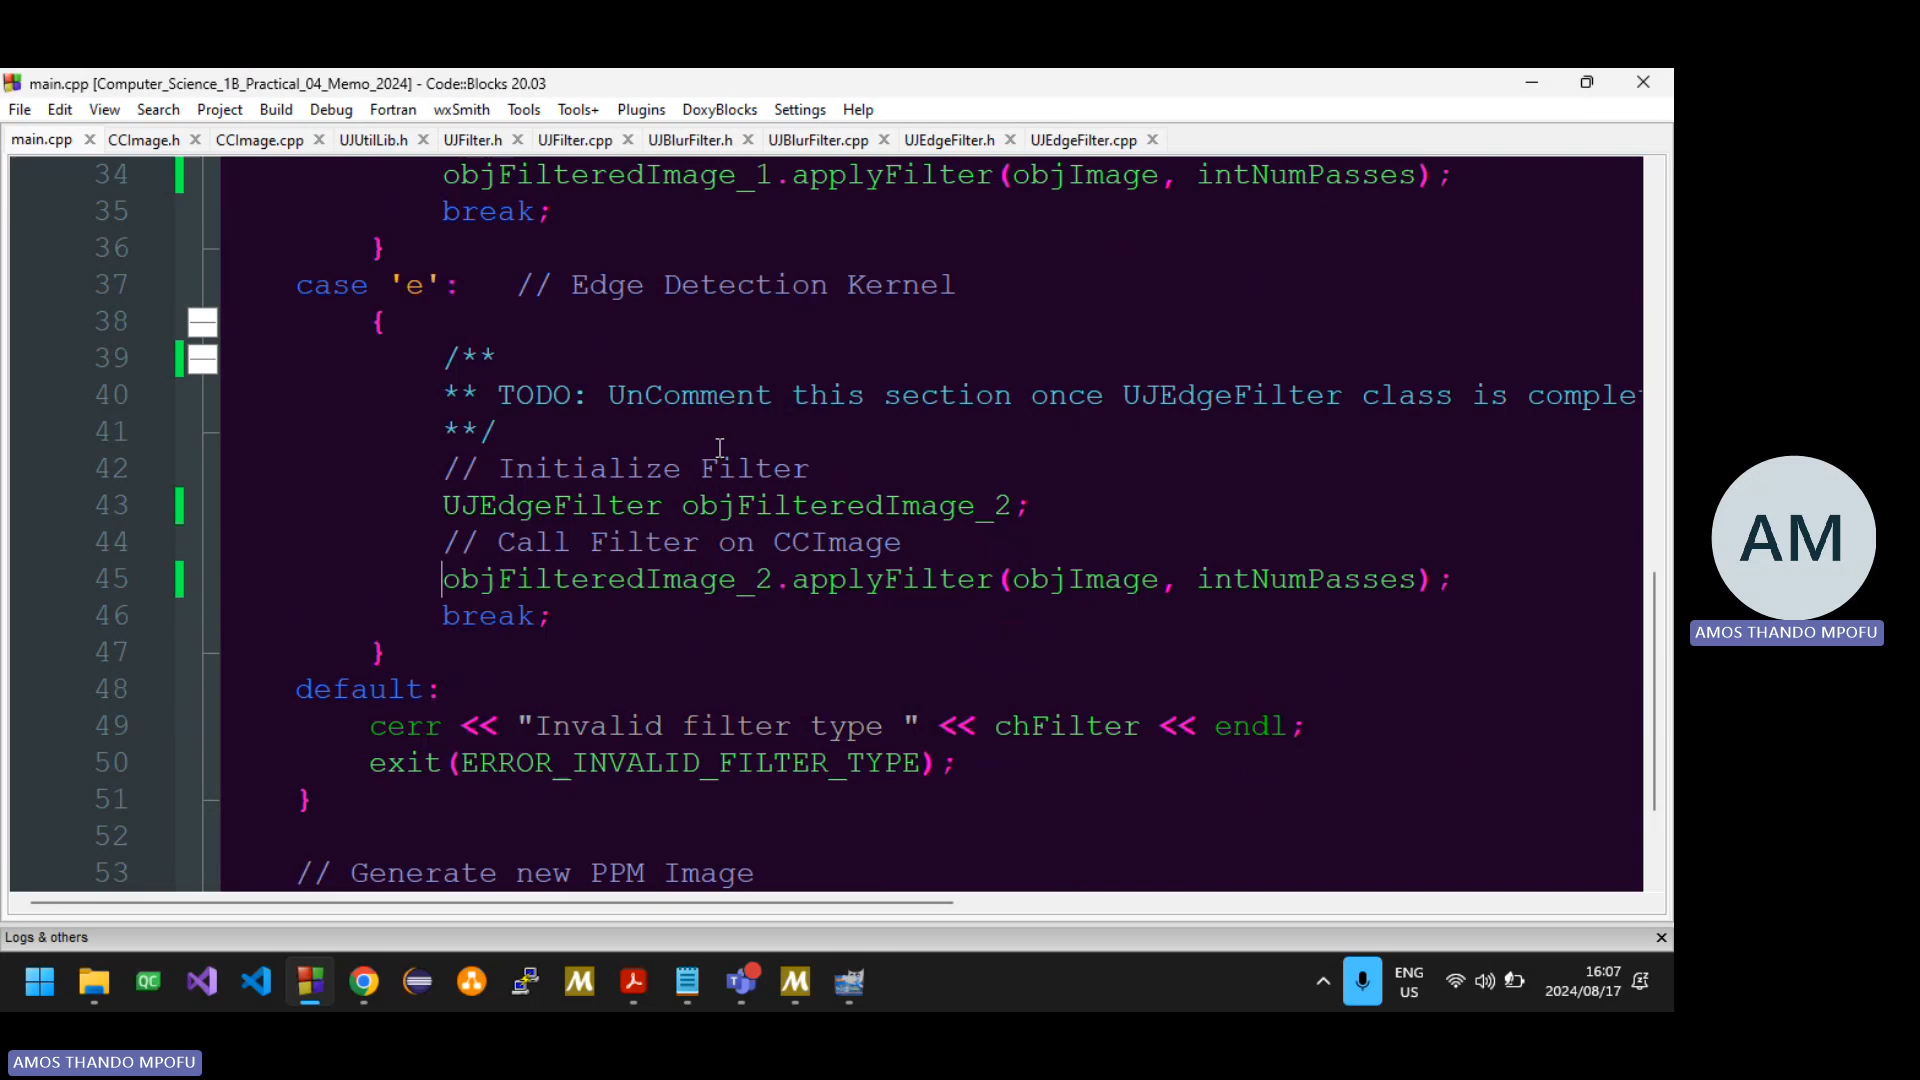 main.cpp [Computer_Science_1B_Practical_04_Memo_2024] - Code::Blocks 20.03
File Edit View Search Project Build Debug Fortran wxSmith Tools Tools+ Plugins DoxyBlocks Settings Help
main.cpp CCImage.h CCImage.cpp UJUtilLib.h UJFilter.h UJFilter.cpp UJBlurFilter.h UJBlurFilter.cpp UJEdgeFilter.h UJEdgeFilter.cpp
34 objFilteredImage_1.applyFilter(objImage, intNumPasses);
35 break;
36 }
37 case 'e': // Edge Detection Kernel
38 {
39 /**
40 ** TODO: UnComment this section once UJEdgeFilter class is comple
41 **/
42 // Initialize Filter
43 UJEdgeFilter objFilteredImage_2;
44 // Call Filter on CCImage
45 objFilteredImage_2.applyFilter(objImage, intNumPasses);
46 break;
47 }
48 default:
49 cerr << "Invalid filter type " << chFilter << endl;
50 exit(ERROR_INVALID_FILTER_TYPE);
51 }
52
53 // Generate new PPM Image
Logs & others
QC
ENG
US
16:07
2024/08/17
AM
AMOS THANDO MPOFU
AMOS THANDO MPOFU